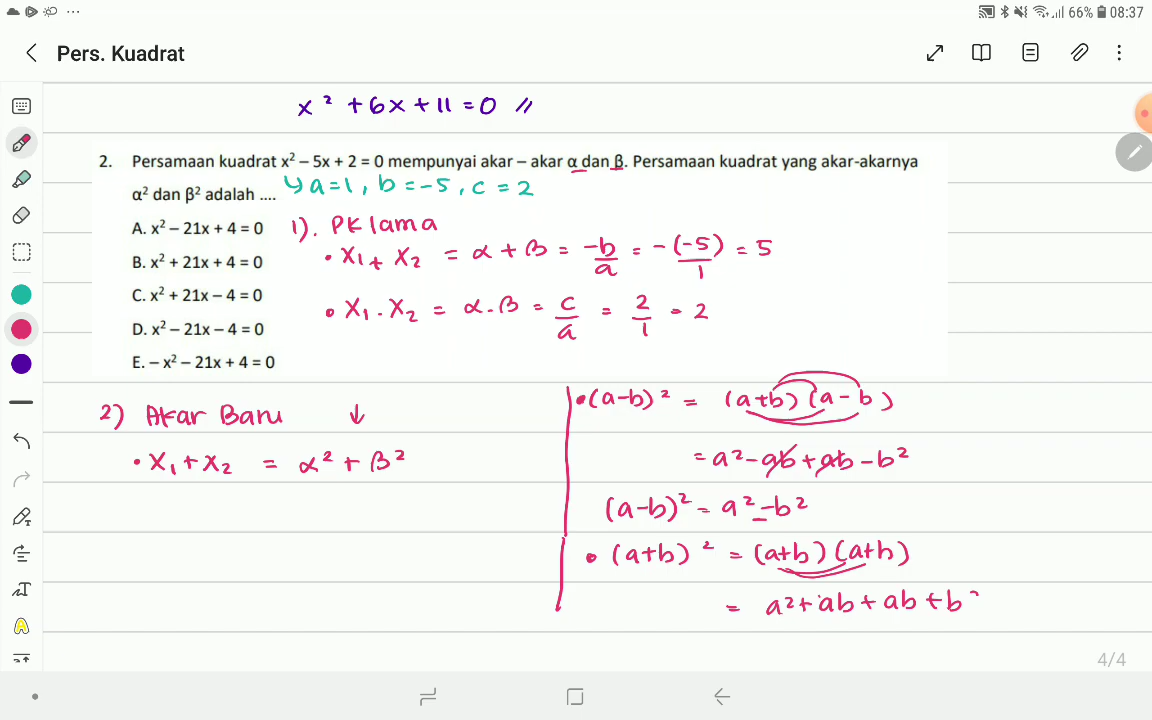 66% 08:37
Pers. Kuadrat
x² + 6x + 11 = 0 //
2. Persamaan kuadrat x² – 5x + 2 = 0 mempunyai akar – akar α dan β. Persamaan kuadrat yang akar-akarnya
α² dan β² adalah ....
↳ a = 1, b = -5, c = 2
A. x² – 21x + 4 = 0
B. x² + 21x + 4 = 0
C. x² + 21x – 4 = 0
D. x² – 21x – 4 = 0
E. – x² – 21x + 4 = 0
1). PK lama
• X₁ + X₂ = α + β = -b/a = -(-5)/1 = 5
• X₁ . X₂ = α . β = c/a = 2/1 = 2
2) Akar Baru ↓
• X₁ + X₂ = α² + β²
• (a-b)² = (a+b)(a-b)
= a² - ab + ab - b²
(a-b)² = a² - b²
• (a+b)² = (a+b)(a+b)
= a² + ab + ab + b²
4/4